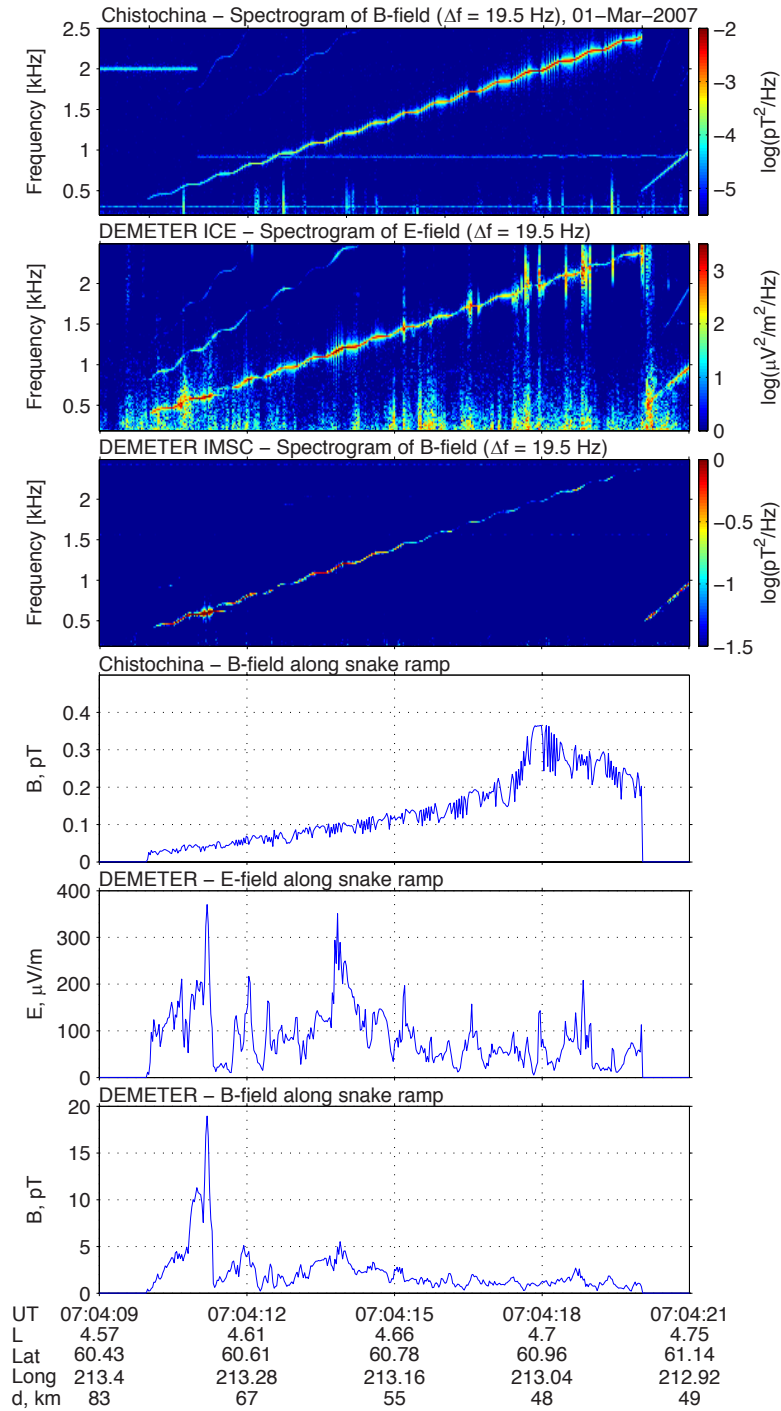 Chistochina – Spectrogram of B-field (Δf = 19.5 Hz), 01-Mar-2007
2.5
2
1.5
1
0.5
Frequency [kHz]
−2
−3
−4
−5
log(pT²/Hz)
DEMETER ICE – Spectrogram of E-field (Δf = 19.5 Hz)
2
1.5
1
0.5
Frequency [kHz]
3
2
1
0
log(μV²/m²/Hz)
DEMETER IMSC – Spectrogram of B-field (Δf = 19.5 Hz)
2
1.5
1
0.5
Frequency [kHz]
0
−0.5
−1
−1.5
log(pT²/Hz)
Chistochina – B-field along snake ramp
0.4
0.3
0.2
0.1
0
B, pT
DEMETER – E-field along snake ramp
400
300
200
100
0
E, μV/m
DEMETER – B-field along snake ramp
20
15
10
5
0
B, pT
UT 07:04:09 07:04:12 07:04:15 07:04:18 07:04:21
L 4.57 4.61 4.66 4.7 4.75
Lat 60.43 60.61 60.78 60.96 61.14
Long 213.4 213.28 213.16 213.04 212.92
d, km 83 67 55 48 49